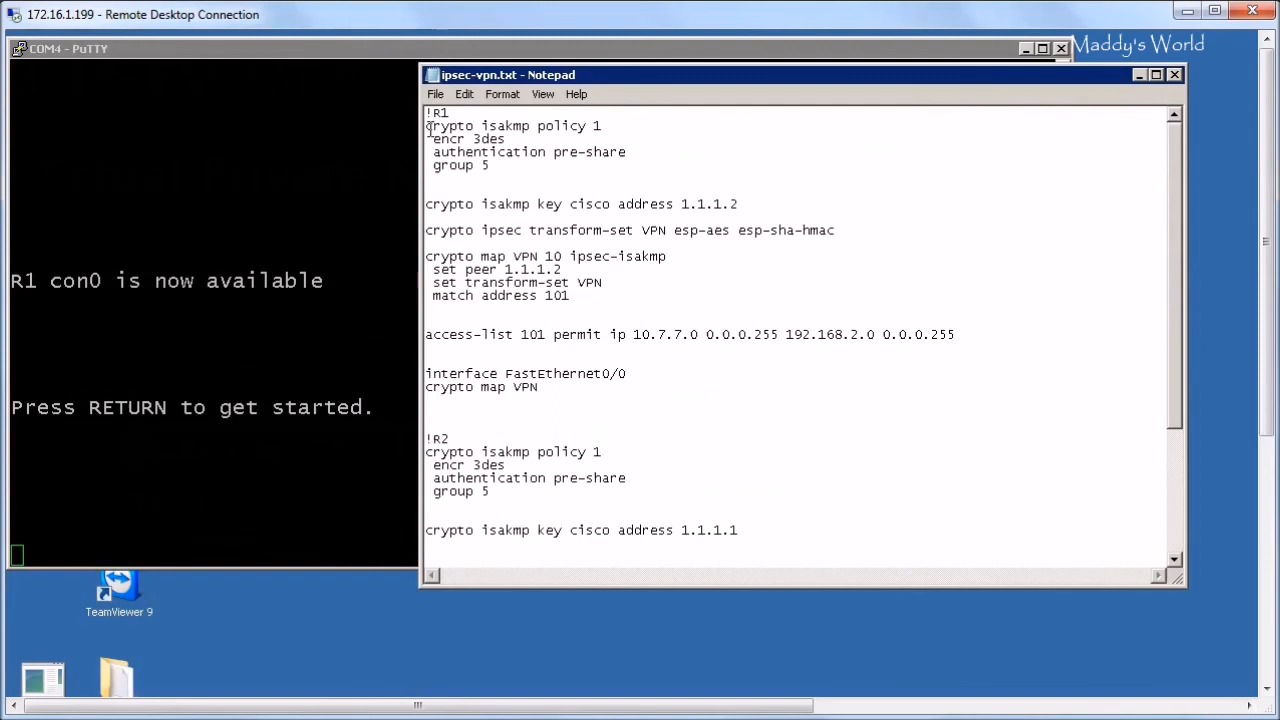 172.16.1.199 - Remote Desktop Connection
COM4 - PuTTY
Maddy's World
ipsec-vpn.txt - Notepad
File Edit Format View Help
!R1
crypto isakmp policy 1
encr 3des
authentication pre-share
group 5
crypto isakmp key cisco address 1.1.1.2
crypto ipsec transform-set VPN esp-aes esp-sha-hmac
crypto map VPN 10 ipsec-isakmp
set peer 1.1.1.2
set transform-set VPN
match address 101
access-list 101 permit ip 10.7.7.0 0.0.0.255 192.168.2.0 0.0.0.255
interface FastEthernet0/0
crypto map VPN
!R2
crypto isakmp policy 1
encr 3des
authentication pre-share
group 5
crypto isakmp key cisco address 1.1.1.1
R1 con0 is now available
Press RETURN to get started.
TeamViewer 9